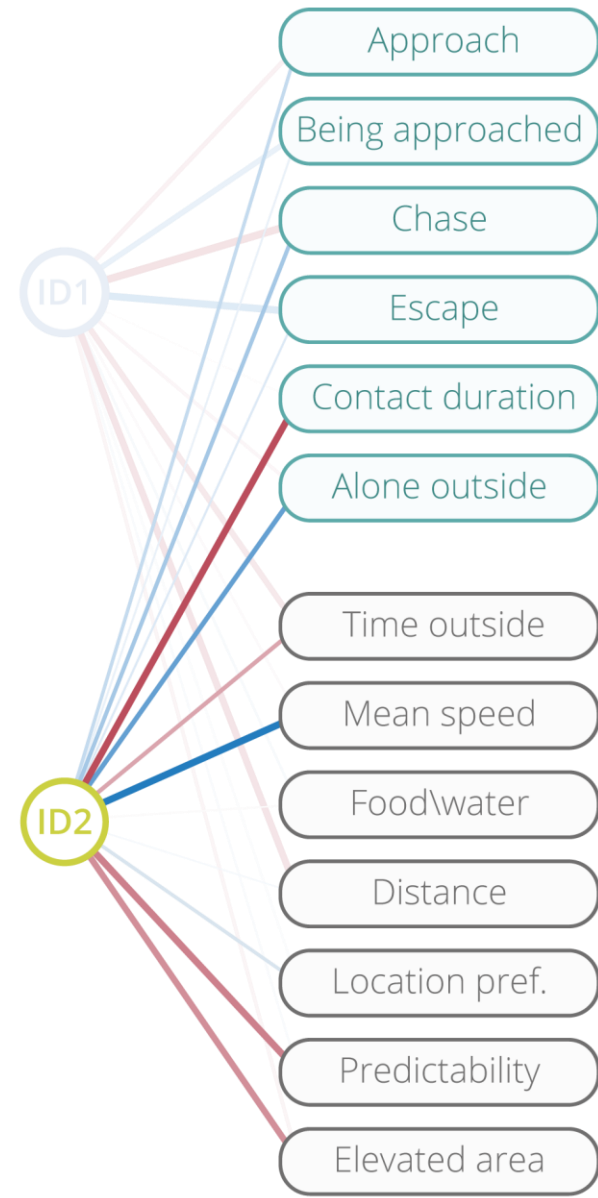 Approach
Being approached
Chase
ID1
Escape
Contact duration
Alone outside
Time outside
Mean speed
Food\water
ID2
Distance
Location pref.
Predictability
Elevated area